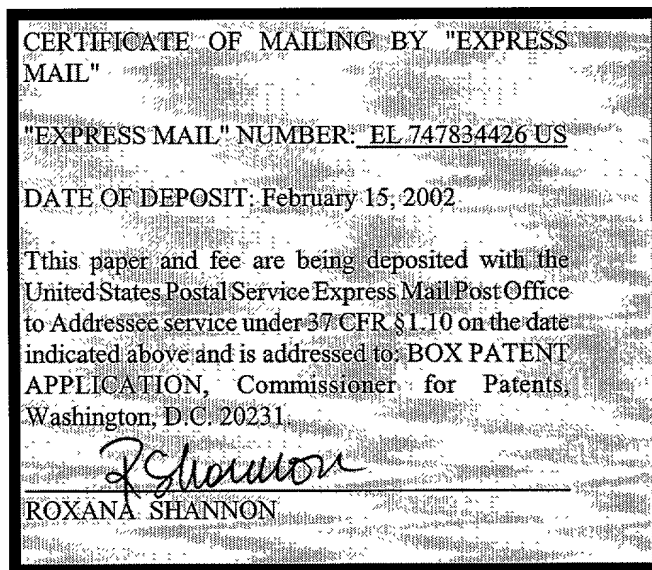 CERTIFICATE OF MAILING BY "EXPRESS
MAIL"
"EXPRESS MAIL" NUMBER: EL 747834426 US
DATE OF DEPOSIT: February 15, 2002
Tthis paper and fee are being deposited with the
United States Postal Service Express Mail Post Office
to Addressee service under 37 CFR §1.10 on the date
indicated above and is addressed to: BOX PATENT
APPLICATION, Commissioner for Patents,
Washington, D.C. 20231.
RShannon
ROXANA SHANNON